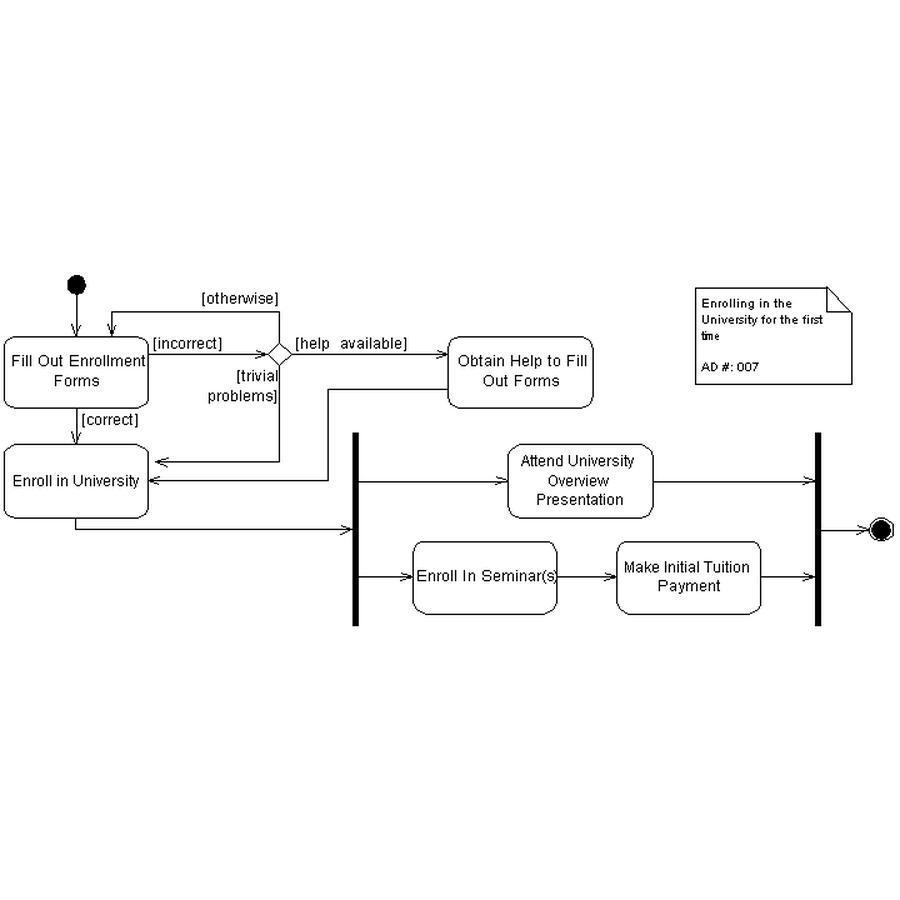 [otherwise]
Enrolling in the
University for the first
time
AD #: 007
[incorrect]
[help available]
Fill Out Enrollment
Forms
[trivial
problems]
Obtain Help to Fill
Out Forms
[correct]
Enroll in University
Attend University
Overview
Presentation
Enroll In Seminar(s)
Make Initial Tuition
Payment